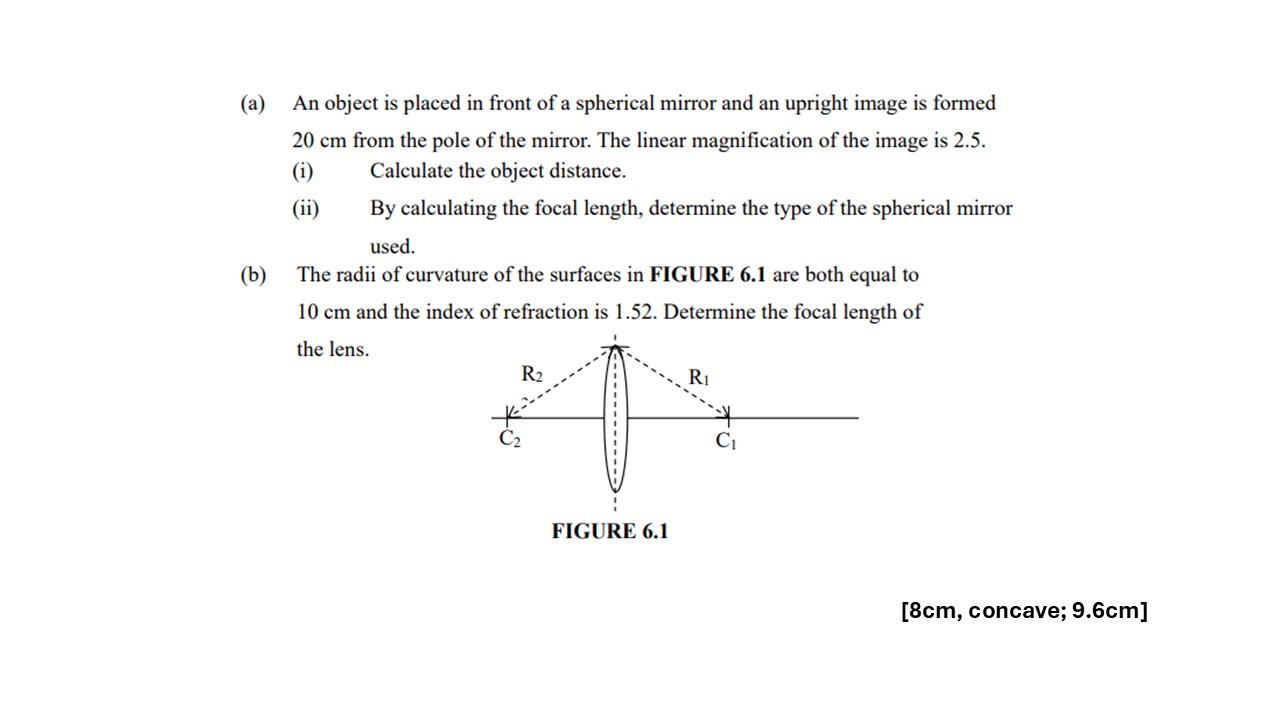 (a) An object is placed in front of a spherical mirror and an upright image is formed
20 cm from the pole of the mirror. The linear magnification of the image is 2.5.
(i) Calculate the object distance.
(ii) By calculating the focal length, determine the type of the spherical mirror
used.
(b) The radii of curvature of the surfaces in FIGURE 6.1 are both equal to
10 cm and the index of refraction is 1.52. Determine the focal length of
the lens.
R₂ R₁
C₂ C₁
FIGURE 6.1
[8cm, concave; 9.6cm]